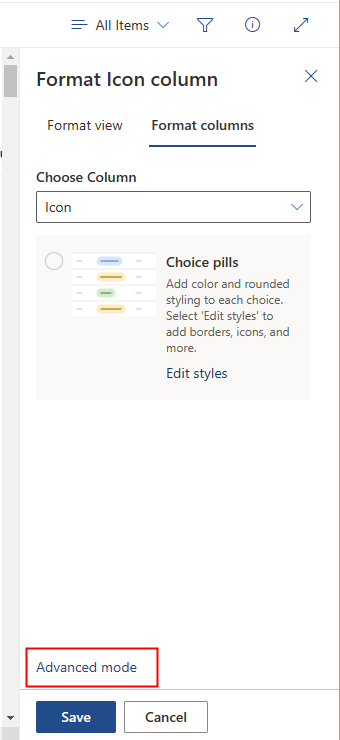 All Items
Format Icon column
Format view
Format columns
Choose Column
Icon
Choice pills
Add color and rounded
styling to each choice.
Select 'Edit styles' to
add borders, icons, and
more.
Edit styles
Advanced mode
Save
Cancel